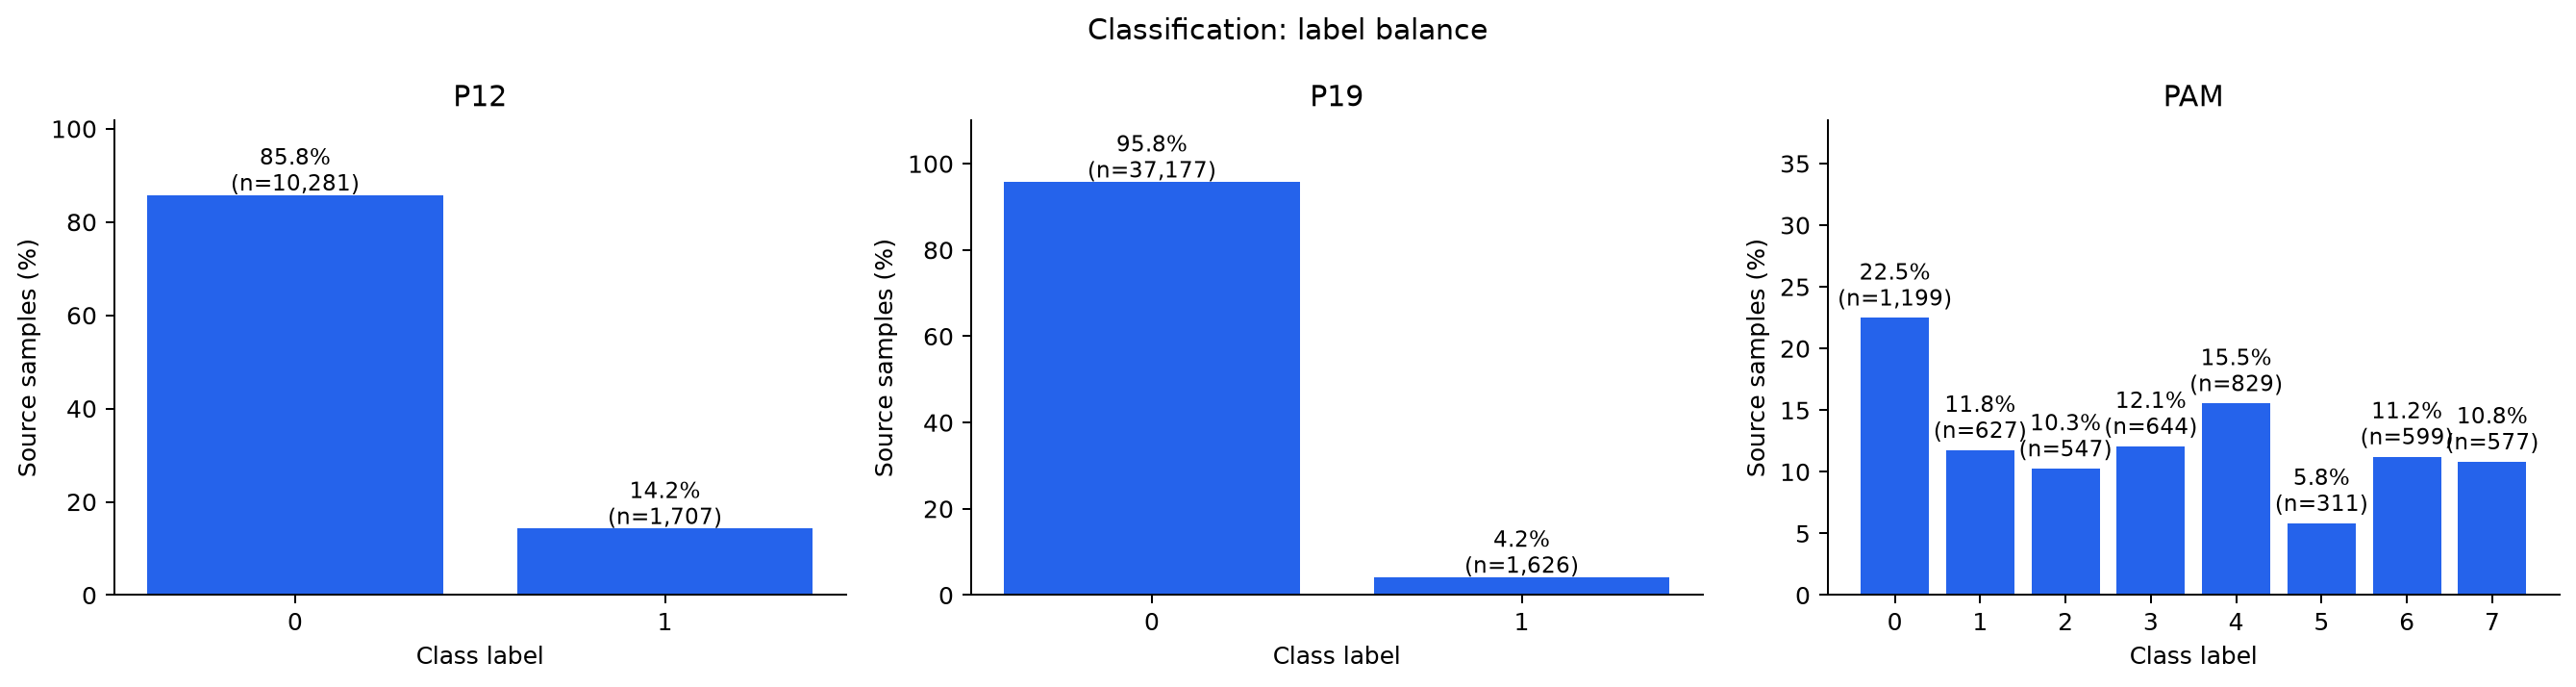 Classification: label balance
P12
100
80
60
40
20
0
Source samples (%)
85.8%
(n=10,281)
14.2%
(n=1,707)
0
1
Class label
P19
100
80
60
40
20
0
Source samples (%)
95.8%
(n=37,177)
4.2%
(n=1,626)
0
1
Class label
PAM
35
30
25
20
15
10
5
0
Source samples (%)
22.5%
(n=1,199)
11.8%
(n=627)
10.3%
(n=547)
12.1%
(n=644)
15.5%
(n=829)
5.8%
(n=311)
11.2%
(n=599)
10.8%
(n=577)
0
1
2
3
4
5
6
7
Class label